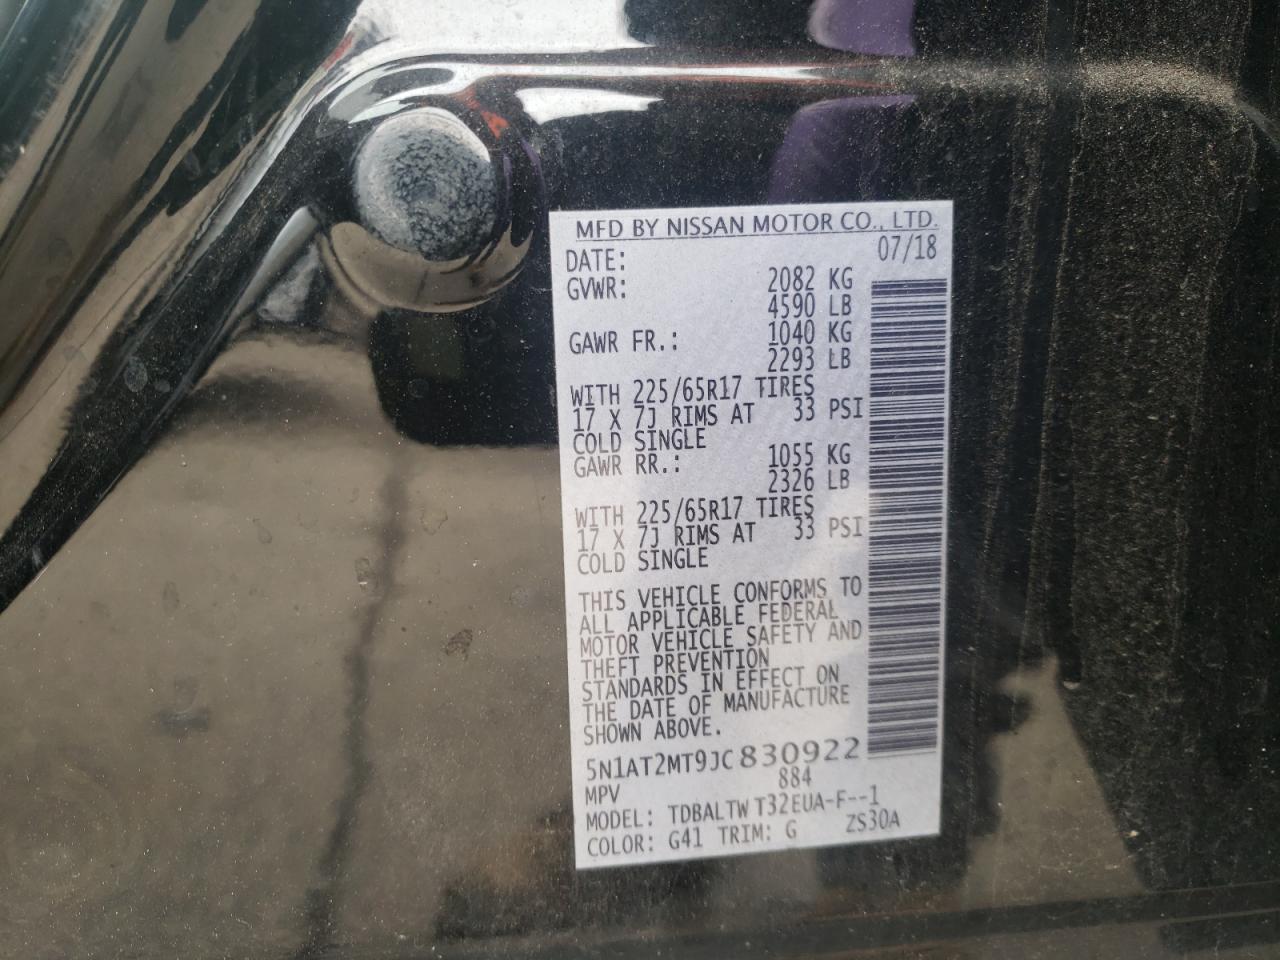 MFD BY NISSAN MOTOR CO., LTD.
DATE: 07/18
GVWR: 2082 KG
4590 LB
GAWR FR.: 1040 KG
2293 LB
WITH 225/65R17 TIRES
17 X 7J RIMS AT 33 PSI
COLD SINGLE
GAWR RR.: 1055 KG
2326 LB
WITH 225/65R17 TIRES
17 X 7J RIMS AT 33 PSI
COLD SINGLE
THIS VEHICLE CONFORMS TO
ALL APPLICABLE FEDERAL
MOTOR VEHICLE SAFETY AND
THEFT PREVENTION
STANDARDS IN EFFECT ON
THE DATE OF MANUFACTURE
SHOWN ABOVE.
5N1AT2MT9JC830922
MPV 884
MODEL: TDBALTW T32EUA-F--1
COLOR: G41 TRIM: G ZS30A